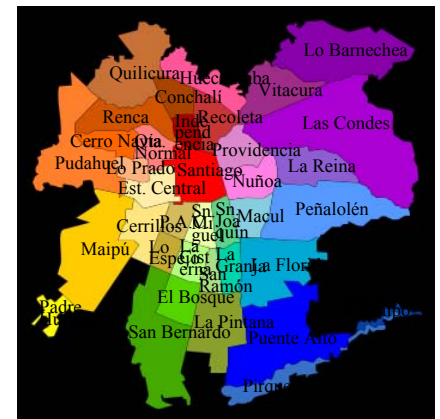 Lo Barnechea
Quilicura
Vitacura
Conchalí
Renca
Recoleta
Las Condes
Inde
pend
encia
Cerro Navia
Qta.
Normal
Providencia
Pudahuel
Lo Prado
Santiago
La Reina
Ñuñoa
Est. Central
Peñalolén
Cerrillos
P.A.
Sn.
Mi
guel
Sn.
Joa
quín
Macul
Maipú
Lo
Espejo
La
Cist
erna
La
Granja
La Florida
San
Ramón
El Bosque
Padre
San Bernardo
La Pintana
Puente Alto
Pirque